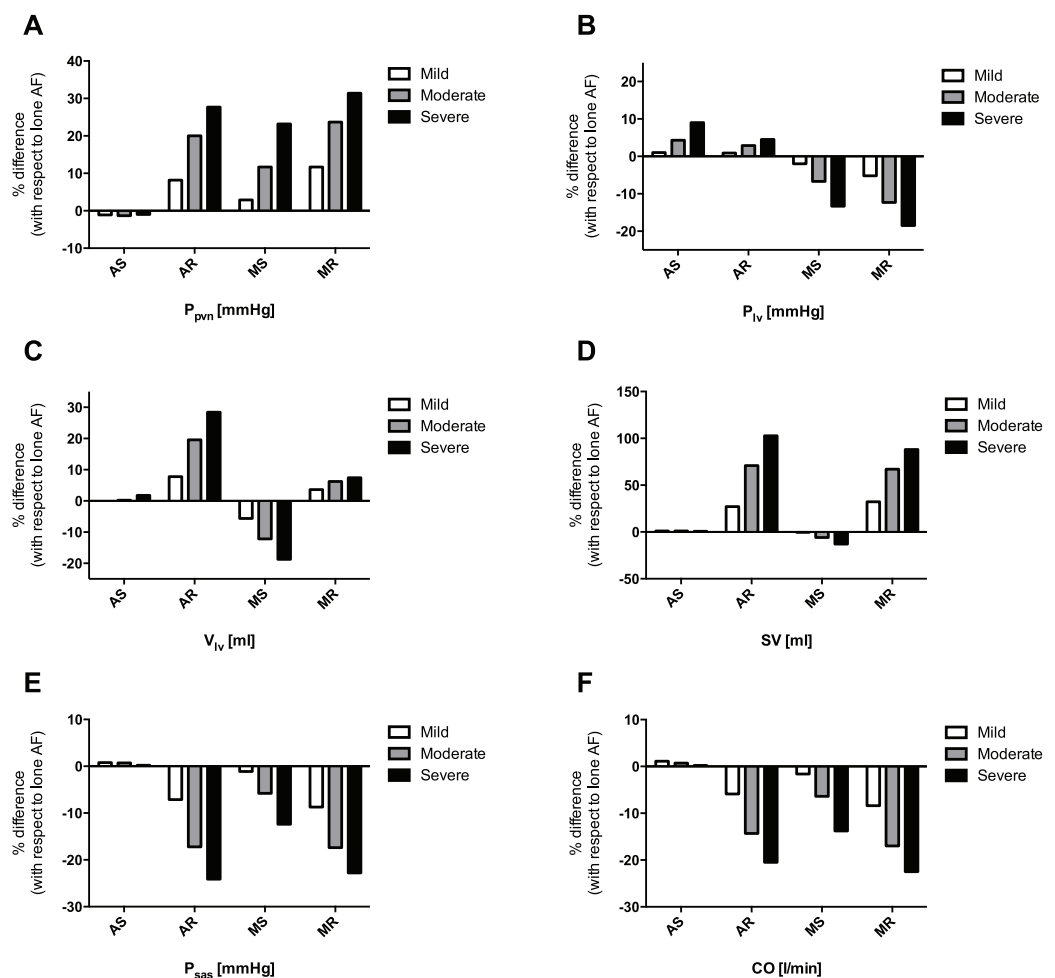 A
% difference
(with respect to lone AF)
40
30
20
10
0
-10
AS
AR
MS
MR
P_pvn [mmHg]
Mild
Moderate
Severe
B
% difference
(with respect to lone AF)
20
10
0
-10
-20
AS
AR
MS
MR
P_lv [mmHg]
Mild
Moderate
Severe
C
% difference
(with respect to lone AF)
30
20
10
0
-10
-20
AS
AR
MS
MR
V_lv [ml]
Mild
Moderate
Severe
D
% difference
(with respect to lone AF)
150
100
50
0
-50
AS
AR
MS
MR
SV [ml]
Mild
Moderate
Severe
E
% difference
(with respect to lone AF)
10
0
-10
-20
-30
AS
AR
MS
MR
P_sas [mmHg]
Mild
Moderate
Severe
F
% difference
(with respect to lone AF)
10
0
-10
-20
-30
AS
AR
MS
MR
CO [l/min]
Mild
Moderate
Severe